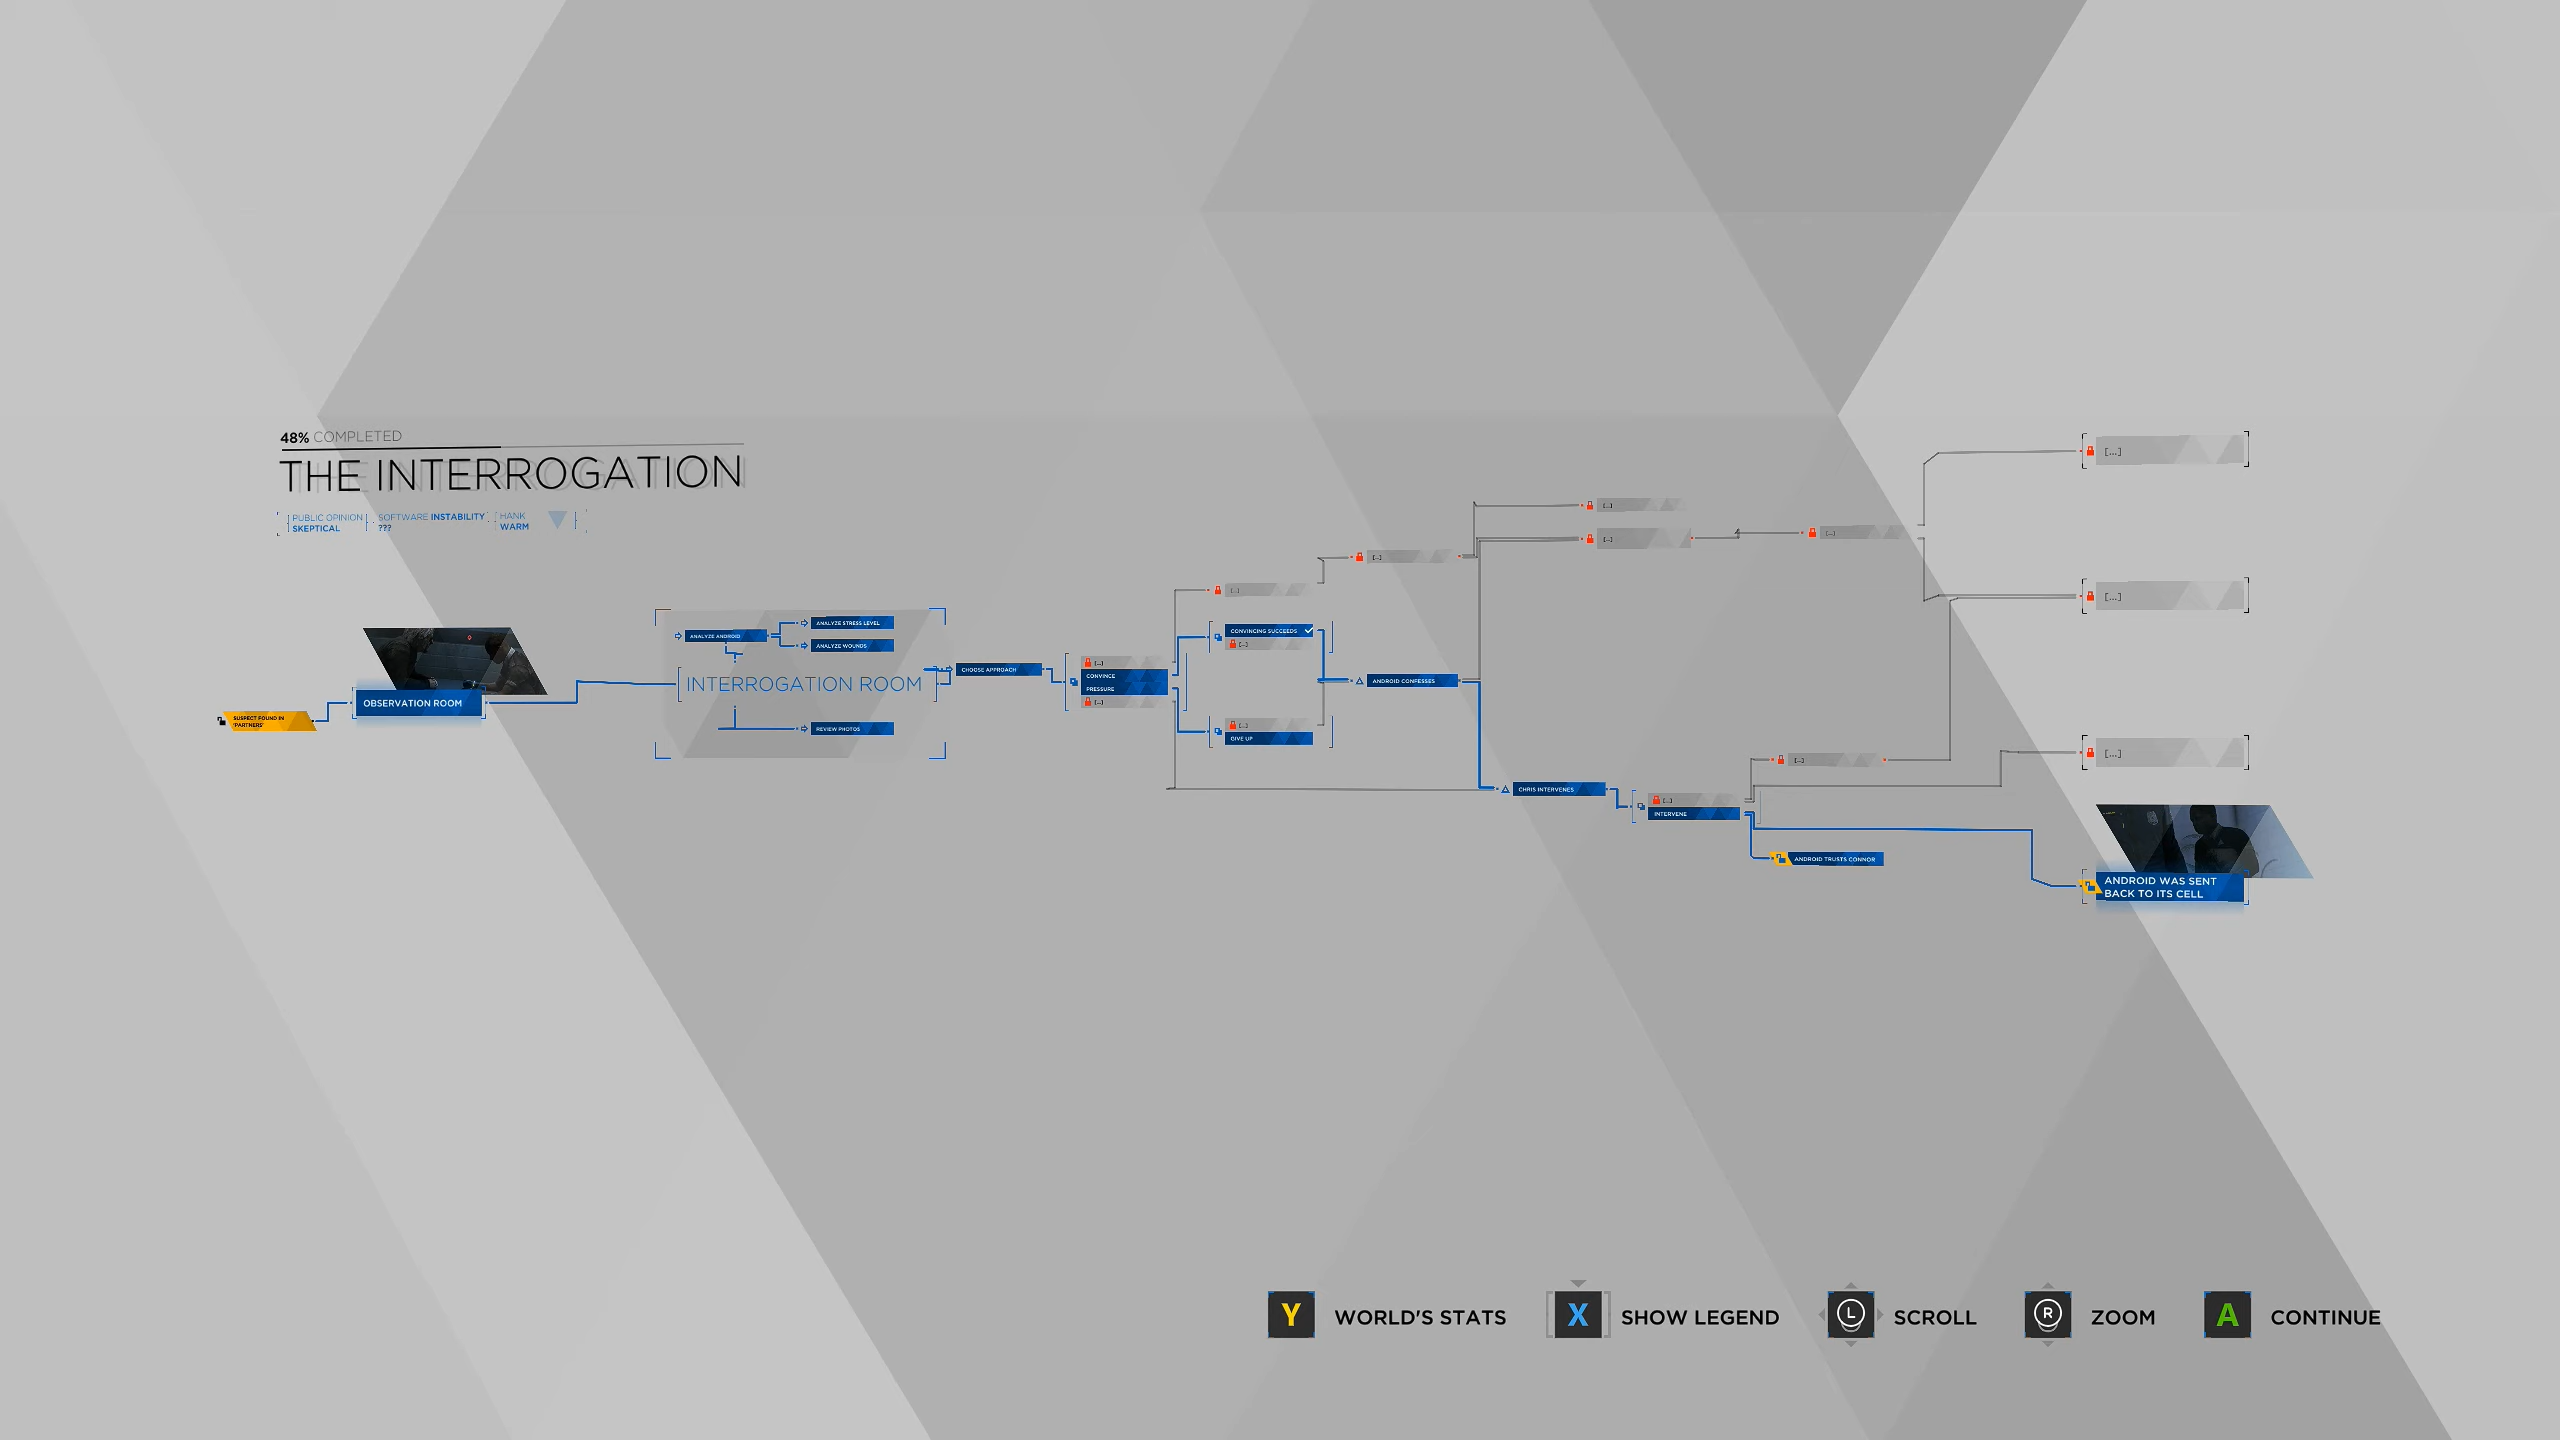 48% COMPLETED
THE INTERROGATION
PUBLIC OPINION
SKEPTICAL
SOFTWARE INSTABILITY
???
HANK
WARM
SUSPECT FOUND IN
'PARTNERS'
OBSERVATION ROOM
ANALYZE ANDROID
ANALYZE STRESS LEVEL
ANALYZE WOUNDS
INTERROGATION ROOM
REVIEW PHOTOS
CHOOSE APPROACH
[...]
CONVINCE
PRESSURE
[...]
[...]
CONVINCING SUCCEEDS
[...]
[...]
GIVE UP
[...]
ANDROID CONFESSES
[...]
[...]
[...]
CHRIS INTERVENES
[...]
INTERVENE
[...]
ANDROID TRUSTS CONNOR
[...]
[...]
[...]
ANDROID WAS SENT
BACK TO ITS CELL
Y WORLD'S STATS
X SHOW LEGEND
L SCROLL
R ZOOM
A CONTINUE